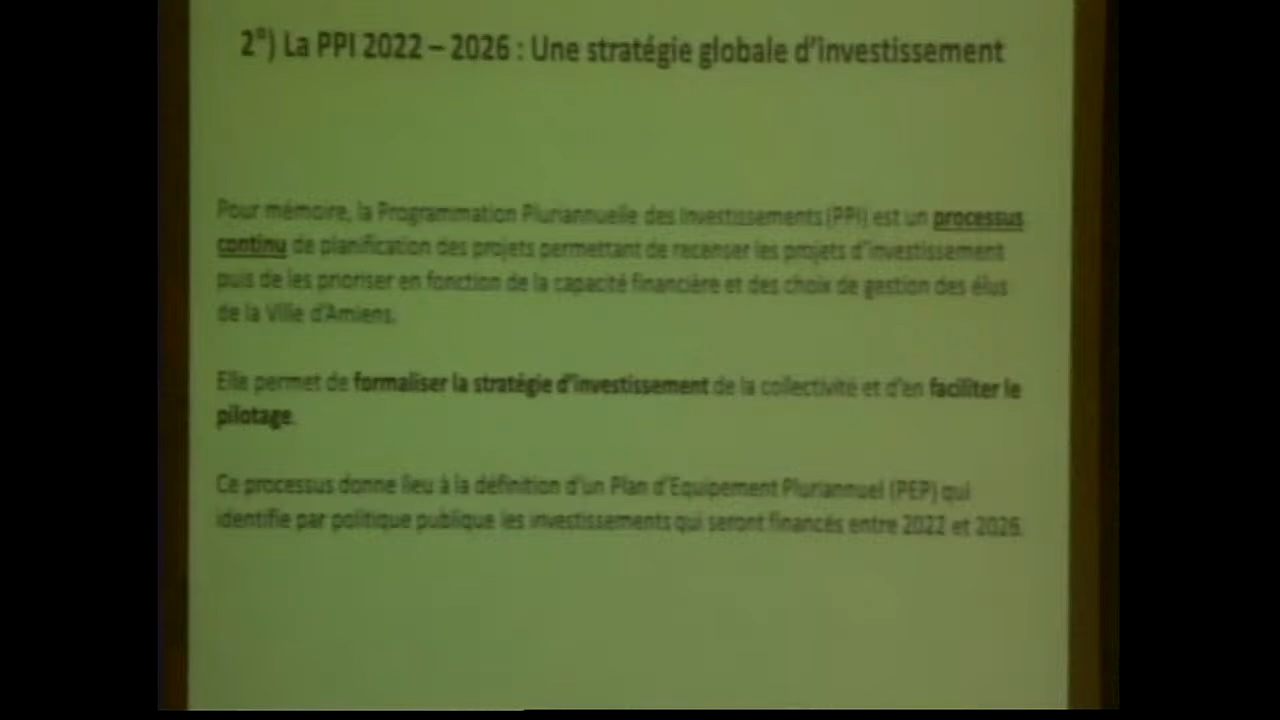 2°) La PPI 2022 – 2026 : Une stratégie globale d'investissement
Pour mémoire, la Programmation Pluriannuelle des Investissements (PPI) est un processus
continu de planification des projets permettant de recenser les projets d'investissement
puis de les prioriser en fonction de la capacité financière et des choix de gestion des élus
de la Ville d'Amiens.
Elle permet de formaliser la stratégie d'investissement de la collectivité et d'en faciliter le
pilotage.
Ce processus donne lieu à la définition d'un Plan d'Equipement Pluriannuel (PEP) qui
identifie par politique publique les investissements qui seront financés entre 2022 et 2026.